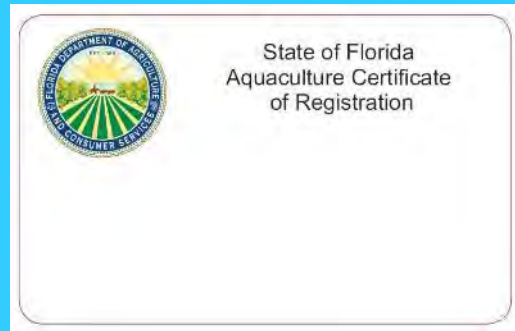 FLORIDA DEPARTMENT OF AGRICULTURE
AND CONSUMER SERVICES
State of Florida
Aquaculture Certificate
of Registration